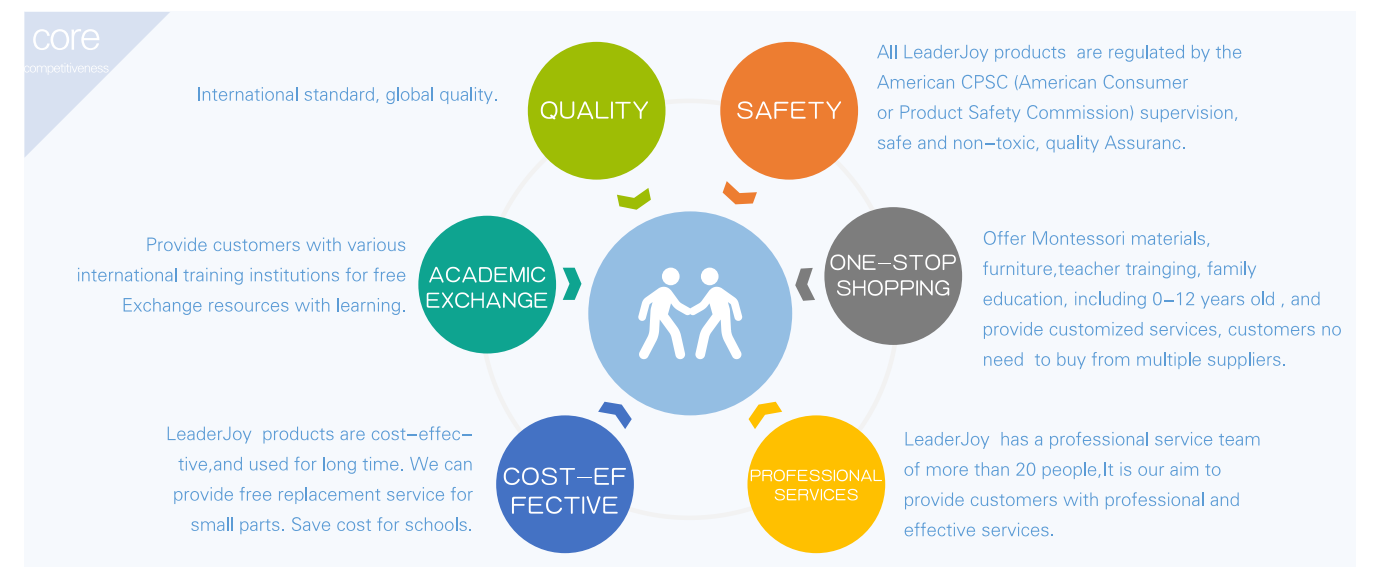 core
competitiveness
International standard, global quality.
QUALITY
SAFETY
All LeaderJoy products are regulated by the
American CPSC (American Consumer
or Product Safety Commission) supervision,
safe and non–toxic, quality Assuranc.
Provide customers with various
international training institutions for free
Exchange resources with learning.
ACADEMIC
EXCHANGE
ONE–STOP
SHOPPING
Offer Montessori materials,
furniture,teacher trainging, family
education, including 0–12 years old , and
provide customized services, customers no
need to buy from multiple suppliers.
LeaderJoy products are cost–effec–
tive,and used for long time. We can
provide free replacement service for
small parts. Save cost for schools.
COST–EF
FECTIVE
PROFESSIONAL
SERVICES
LeaderJoy has a professional service team
of more than 20 people,It is our aim to
provide customers with professional and
effective services.